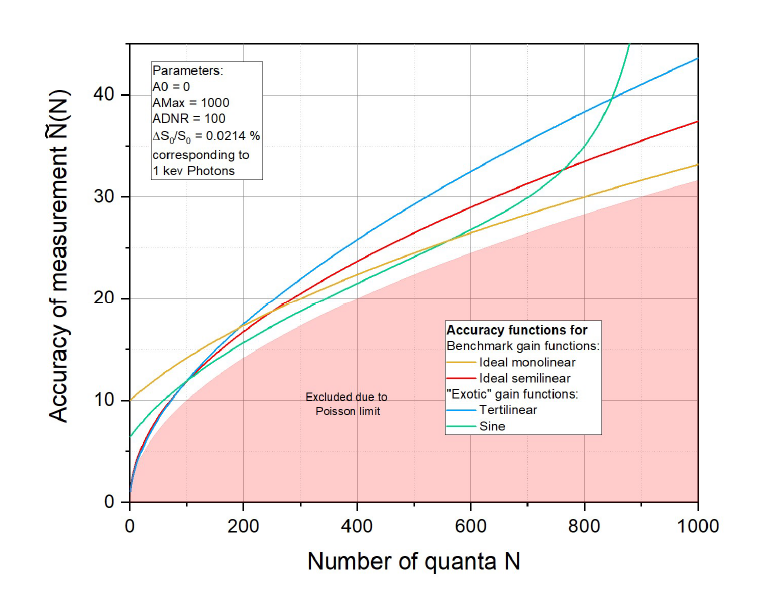 Parameters:
A0 = 0
AMax = 1000
ADNR = 100
ΔS₀/S₀ = 0.0214 %
corresponding to
1 kev Photons
Accuracy of measurement Ñ(N)
40
30
20
10
0
Excluded due to
Poisson limit
Accuracy functions for
Benchmark gain functions:
Ideal monolinear
Ideal semilinear
"Exotic" gain functions:
Tertilinear
Sine
0 200 400 600 800 1000
Number of quanta N